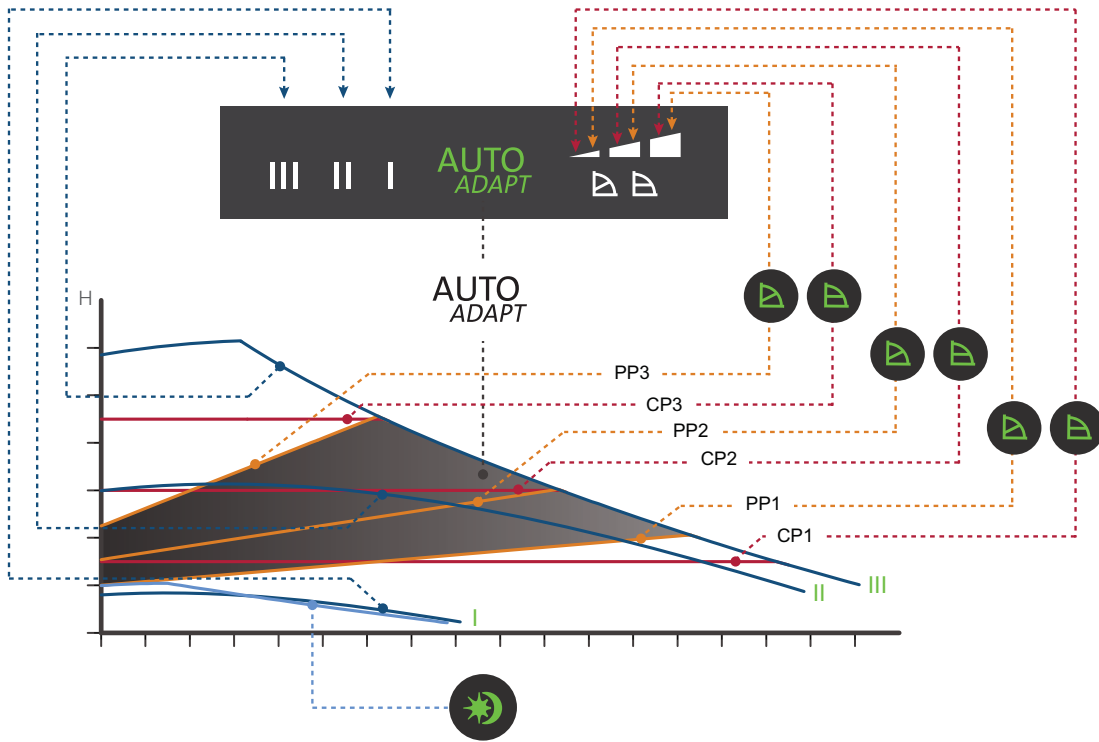 III II I
AUTO
ADAPT
AUTO
ADAPT
H
PP3
CP3
PP2
CP2
PP1
CP1
III
II
I